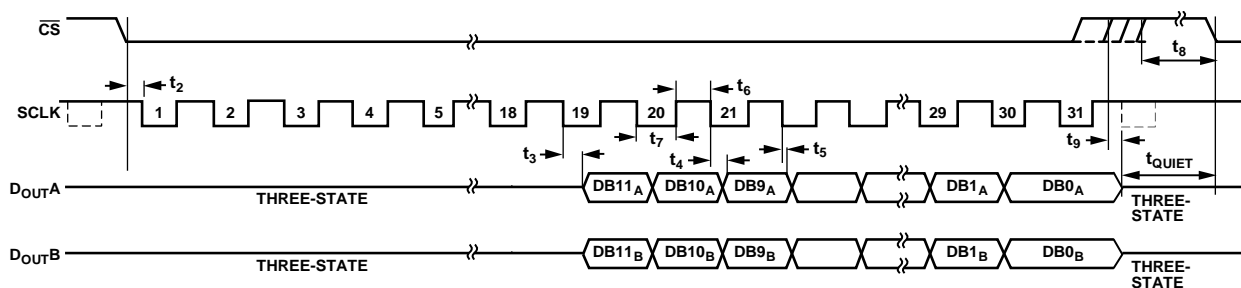 CS
t8
t2
t6
SCLK
1 2 3 4 5 18 19 20 21 29 30 31
t7
t9
t3
t4
t5
tQUIET
DOUTA
THREE-STATE
DB11A DB10A DB9A DB1A DB0A
THREE-
STATE
DOUTB
THREE-STATE
DB11B DB10B DB9B DB1B DB0B
THREE-
STATE